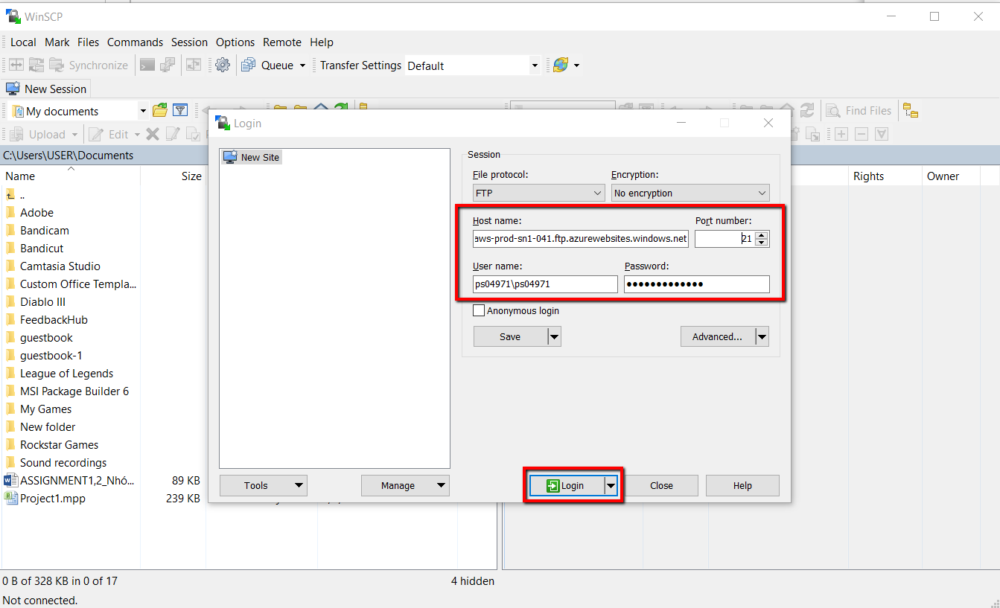 WinSCP
Local Mark Files Commands Session Options Remote Help
Synchronize Queue Transfer Settings Default
New Session
My documents Find Files
Upload Edit
C:\Users\USER\Documents
Name Size Rights Owner
..
Adobe
Bandicam
Bandicut
Camtasia Studio
Custom Office Templa...
Diablo III
FeedbackHub
guestbook
guestbook-1
League of Legends
MSI Package Builder 6
My Games
New folder
Rockstar Games
Sound recordings
ASSIGNMENT1,2_Nhó... 89 KB
Project1.mpp 239 KB
Login
New Site
Session
File protocol: Encryption:
FTP No encryption
Host name: Port number:
aws-prod-sn1-041.ftp.azurewebsites.windows.net 21
User name: Password:
ps04971\ps04971 ●●●●●●●●●●●●●
Anonymous login
Save Advanced...
Tools Manage Login Close Help
0 B of 328 KB in 0 of 17 4 hidden
Not connected.